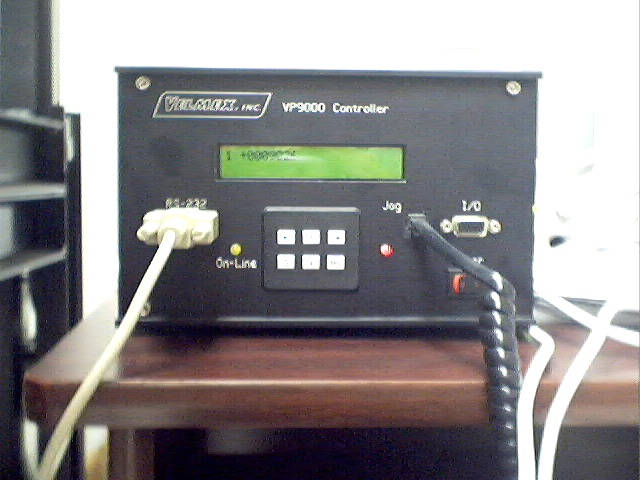 VELMEX, INC.
VP9000 Controller
RS-232
Jog
I/O
On-Line